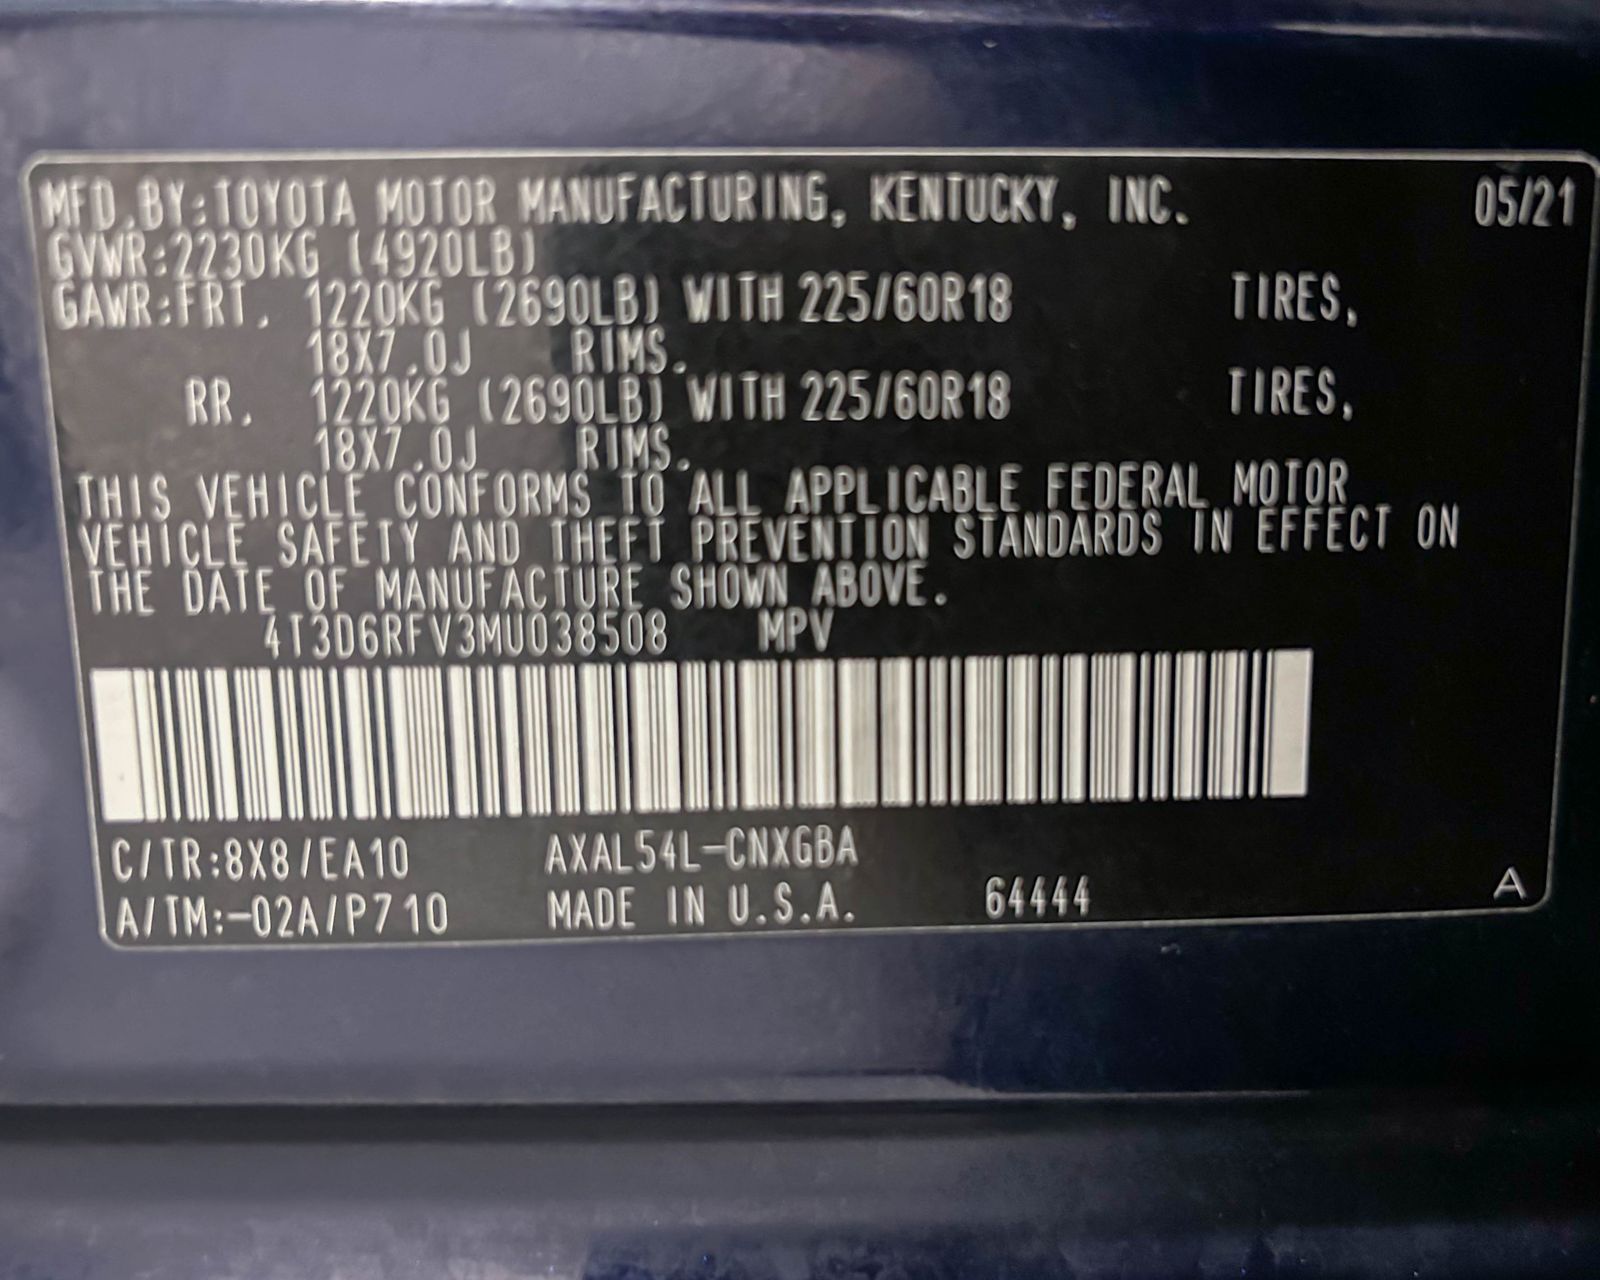 MFD.BY:TOYOTA MOTOR MANUFACTURING, KENTUCKY, INC. 05/21
GVWR:2230KG (4920LB)
GAWR:FRT. 1220KG (2690LB) WITH 225/60R18 TIRES,
18X7.0J RIMS.
RR. 1220KG (2690LB) WITH 225/60R18 TIRES,
18X7.0J RIMS.
THIS VEHICLE CONFORMS TO ALL APPLICABLE FEDERAL MOTOR
VEHICLE SAFETY AND THEFT PREVENTION STANDARDS IN EFFECT ON
THE DATE OF MANUFACTURE SHOWN ABOVE.
4T3D6RFV3MU038508 MPV
C/TR:8X8/EA10 AXAL54L-CNXGBA
A/TM:-02A/P710 MADE IN U.S.A. 64444 A